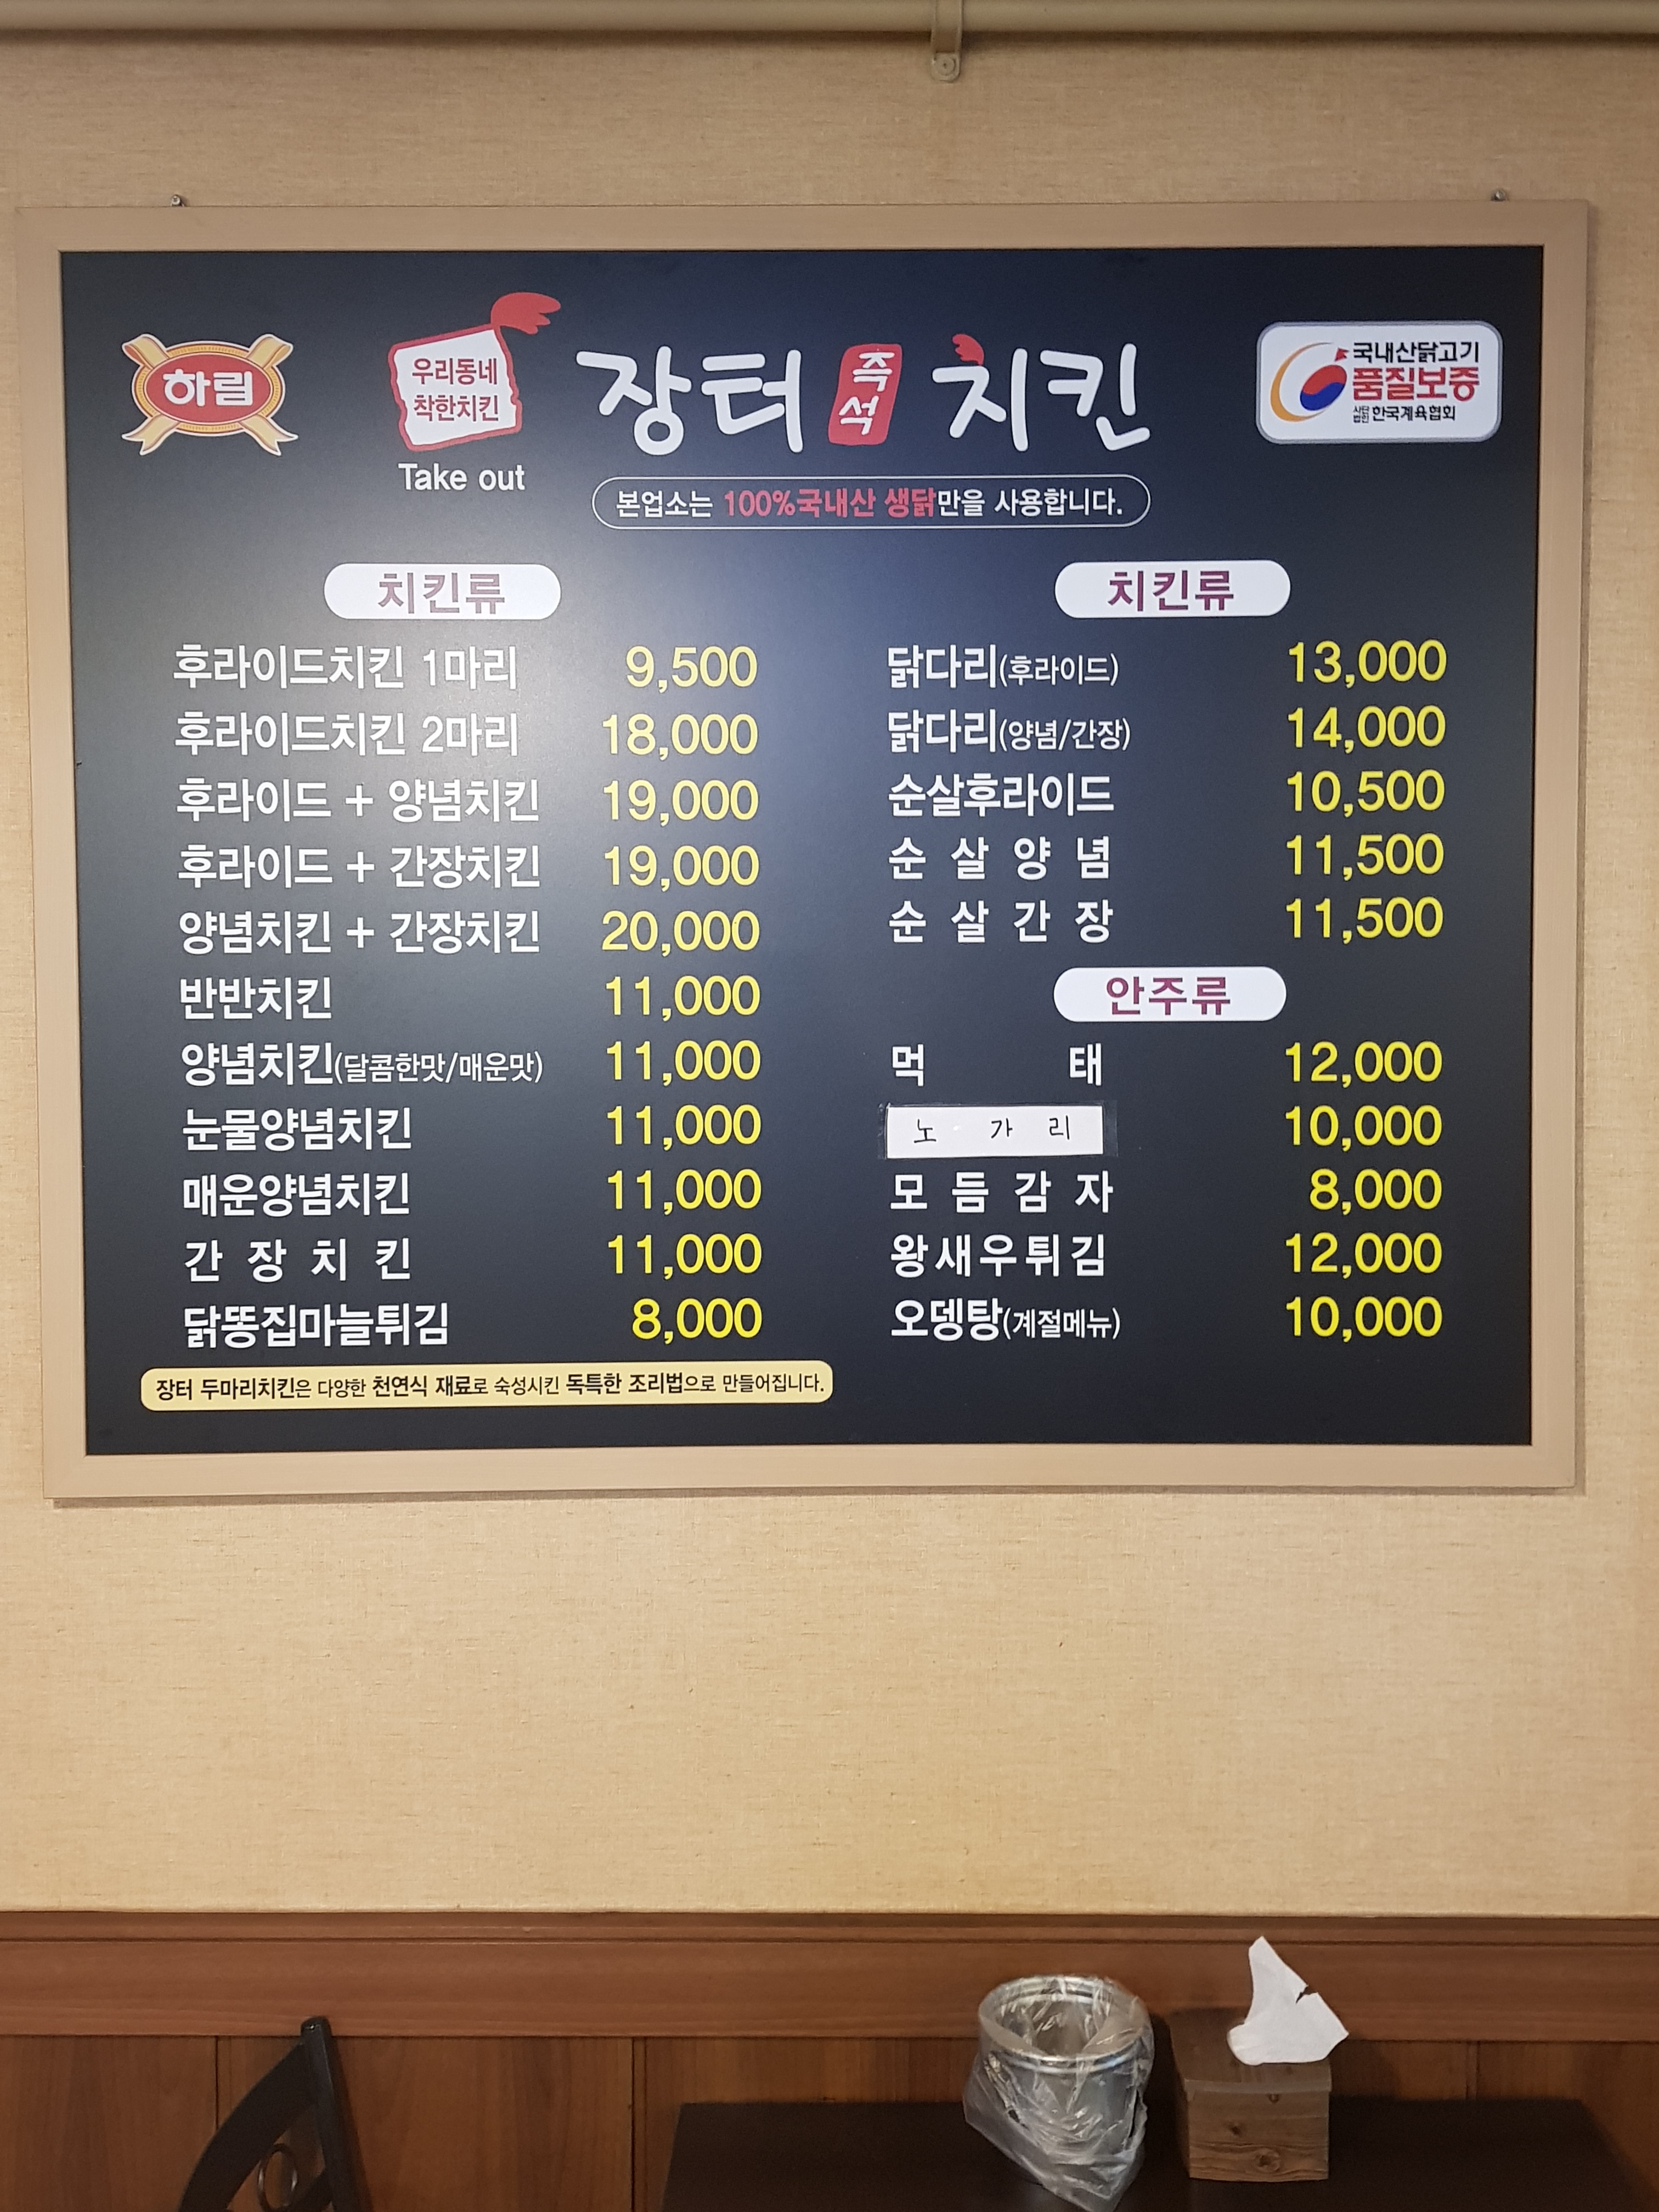 하림
우리동네
착한치킨
Take out
장터 즉석 치킨
국내산닭고기
품질보증
사단법인 한국계육협회
본업소는 100%국내산 생닭만을 사용합니다.
치킨류
후라이드치킨 1마리 9,500
후라이드치킨 2마리 18,000
후라이드 + 양념치킨 19,000
후라이드 + 간장치킨 19,000
양념치킨 + 간장치킨 20,000
반반치킨 11,000
양념치킨(달콤한맛/매운맛) 11,000
눈물양념치킨 11,000
매운양념치킨 11,000
간 장 치 킨 11,000
닭똥집마늘튀김 8,000
장터 두마리치킨은 다양한 천연식 재료로 숙성시킨 독특한 조리법으로 만들어집니다.
치킨류
닭다리(후라이드) 13,000
닭다리(양념/간장) 14,000
순살후라이드 10,500
순 살 양 념 11,500
순 살 간 장 11,500
안주류
먹 태 12,000
노 가 리 10,000
모 듬 감 자 8,000
왕새우튀김 12,000
오뎅탕(계절메뉴) 10,000